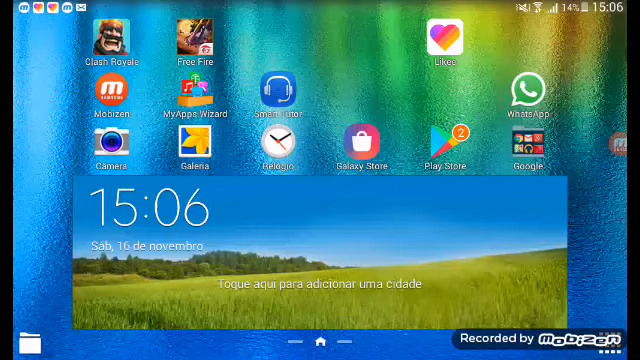 14% 15:06
Clash Royale Free Fire Likee
Mobizen MyApps Wizard Smart Tutor WhatsApp
2
Câmera Galeria Relógio Galaxy Store Play Store Google
15:06
Sáb, 16 de novembro
Toque aqui para adicionar uma cidade
Recorded by Mobizen